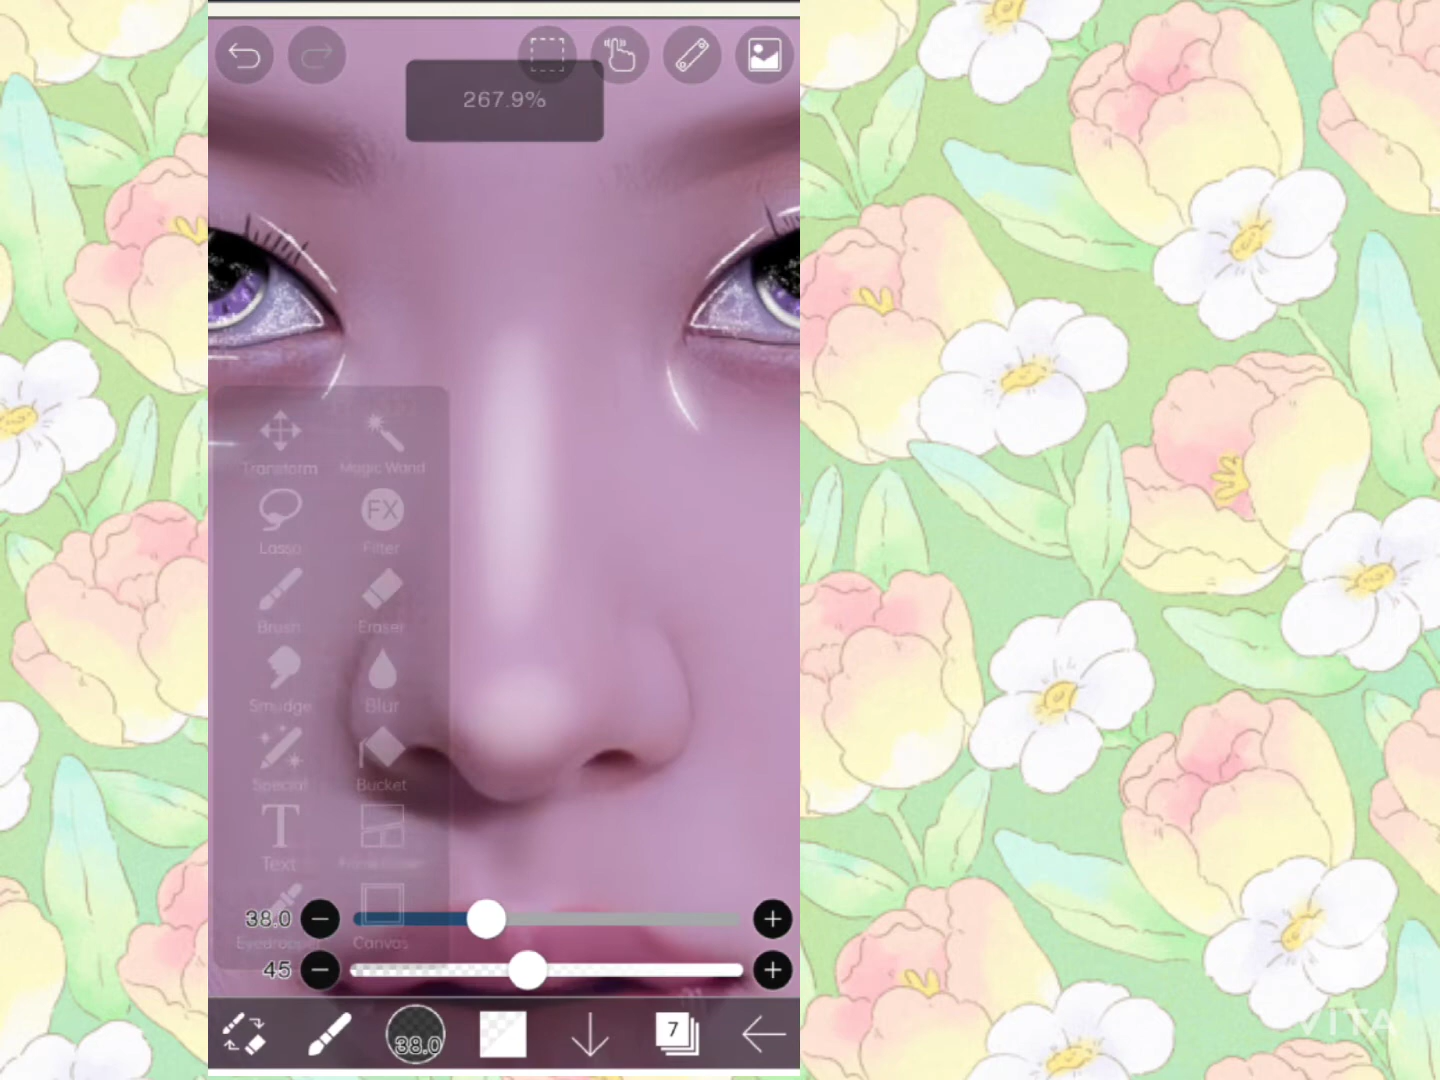 267.9%
Transform Magic Wand
Lasso Filter
FX
Brush Eraser
Smudge Blur
Special Bucket
T
Text
38.0
Eyedropper Canvas
45
38.0
7
VITA